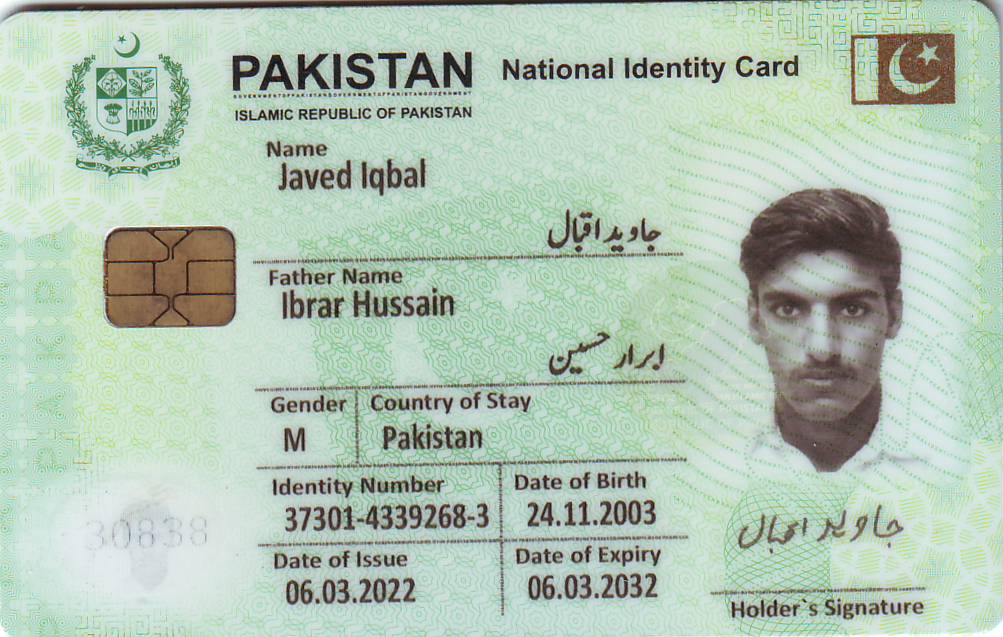 PAKISTAN
National Identity Card
ISLAMIC REPUBLIC OF PAKISTAN
Name
Javed Iqbal
جاوید اقبال
Father Name
Ibrar Hussain
ابرار حسین
Gender
Country of Stay
M
Pakistan
Identity Number
Date of Birth
37301-4339268-3
24.11.2003
30838
جاوید اقبال
Date of Issue
Date of Expiry
06.03.2022
06.03.2032
Holder`s Signature